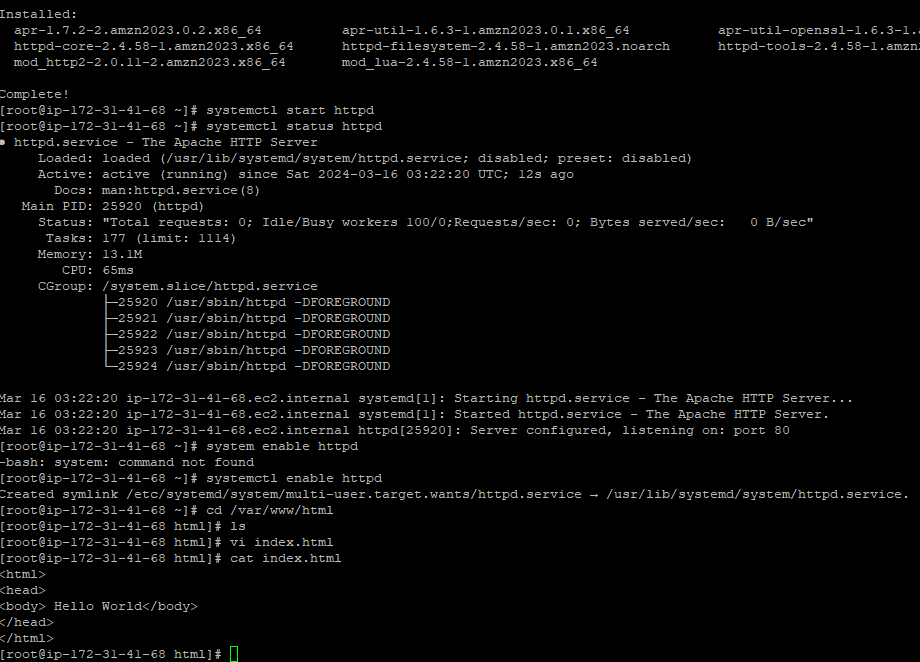 Installed:
  apr-1.7.2-2.amzn2023.0.2.x86_64          apr-util-1.6.3-1.amzn2023.0.1.x86_64           apr-util-openssl-1.6.3-1.
  httpd-core-2.4.58-1.amzn2023.x86_64      httpd-filesystem-2.4.58-1.amzn2023.noarch      httpd-tools-2.4.58-1.amzn
  mod_http2-2.0.11-2.amzn2023.x86_64       mod_lua-2.4.58-1.amzn2023.x86_64
Complete!
[root@ip-172-31-41-68 ~]# systemctl start httpd
[root@ip-172-31-41-68 ~]# systemctl status httpd
● httpd.service - The Apache HTTP Server
     Loaded: loaded (/usr/lib/systemd/system/httpd.service; disabled; preset: disabled)
     Active: active (running) since Sat 2024-03-16 03:22:20 UTC; 12s ago
       Docs: man:httpd.service(8)
   Main PID: 25920 (httpd)
     Status: "Total requests: 0; Idle/Busy workers 100/0;Requests/sec: 0; Bytes served/sec:   0 B/sec"
      Tasks: 177 (limit: 1114)
     Memory: 13.1M
        CPU: 65ms
     CGroup: /system.slice/httpd.service
             ├─25920 /usr/sbin/httpd -DFOREGROUND
             ├─25921 /usr/sbin/httpd -DFOREGROUND
             ├─25922 /usr/sbin/httpd -DFOREGROUND
             ├─25923 /usr/sbin/httpd -DFOREGROUND
             └─25924 /usr/sbin/httpd -DFOREGROUND
Mar 16 03:22:20 ip-172-31-41-68.ec2.internal systemd[1]: Starting httpd.service - The Apache HTTP Server...
Mar 16 03:22:20 ip-172-31-41-68.ec2.internal systemd[1]: Started httpd.service - The Apache HTTP Server.
Mar 16 03:22:20 ip-172-31-41-68.ec2.internal httpd[25920]: Server configured, listening on: port 80
[root@ip-172-31-41-68 ~]# system enable httpd
-bash: system: command not found
[root@ip-172-31-41-68 ~]# systemctl enable httpd
Created symlink /etc/systemd/system/multi-user.target.wants/httpd.service → /usr/lib/systemd/system/httpd.service.
[root@ip-172-31-41-68 ~]# cd /var/www/html
[root@ip-172-31-41-68 html]# ls
[root@ip-172-31-41-68 html]# vi index.html
[root@ip-172-31-41-68 html]# cat index.html
<html>
<head>
<body> Hello World</body>
</head>
</html>
[root@ip-172-31-41-68 html]#